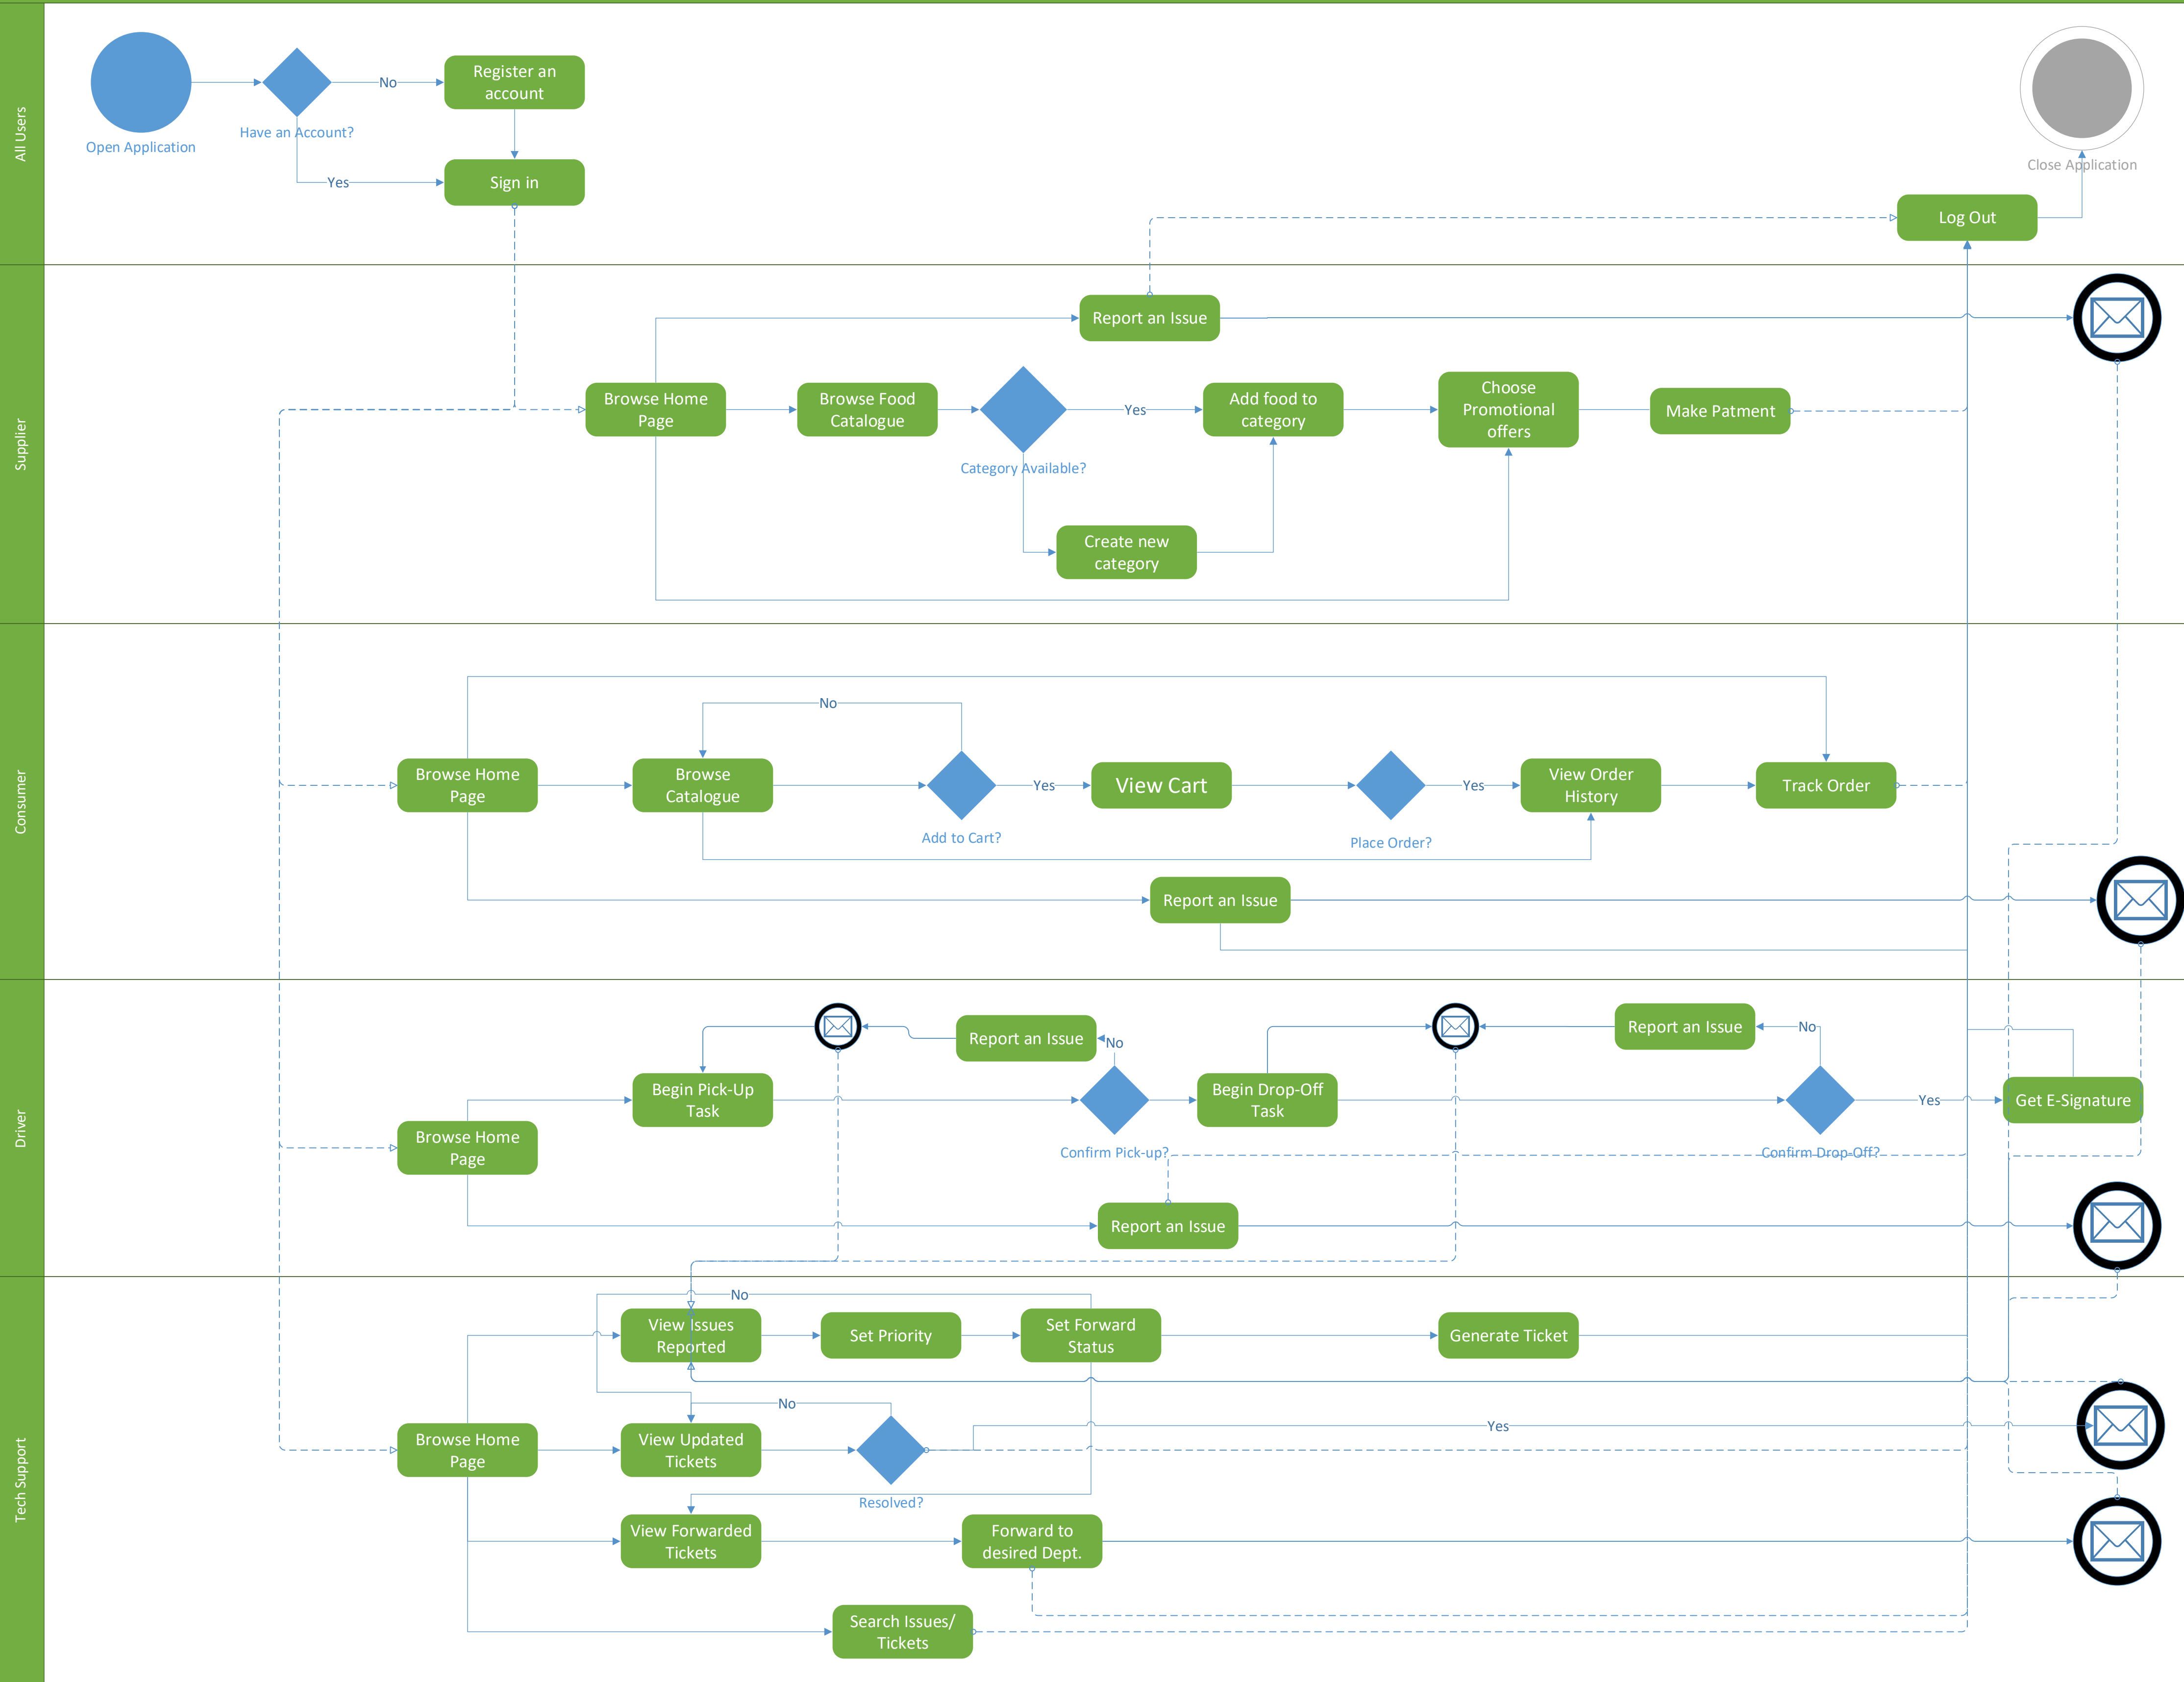 All Users
Open Application
Have an Account?
No
Yes
Register an
account
Sign in
Close Application
Log Out
Supplier
Report an Issue
Browse Home
Page
Browse Food
Catalogue
Category Available?
Yes
Add food to
category
Choose
Promotional
offers
Make Patment
Create new
category
Consumer
No
Browse Home
Page
Browse
Catalogue
Add to Cart?
Yes
View Cart
Place Order?
Yes
View Order
History
Track Order
Report an Issue
Driver
Report an Issue
No
Report an Issue
No
Begin Pick-Up
Task
Begin Drop-Off
Task
Yes
Get E-Signature
Browse Home
Page
Confirm Pick-up?
Confirm Drop-Off?
Report an Issue
Tech Support
No
View Issues
Reported
Set Priority
Set Forward
Status
Generate Ticket
No
Yes
Browse Home
Page
View Updated
Tickets
Resolved?
View Forwarded
Tickets
Forward to
desired Dept.
Search Issues/
Tickets